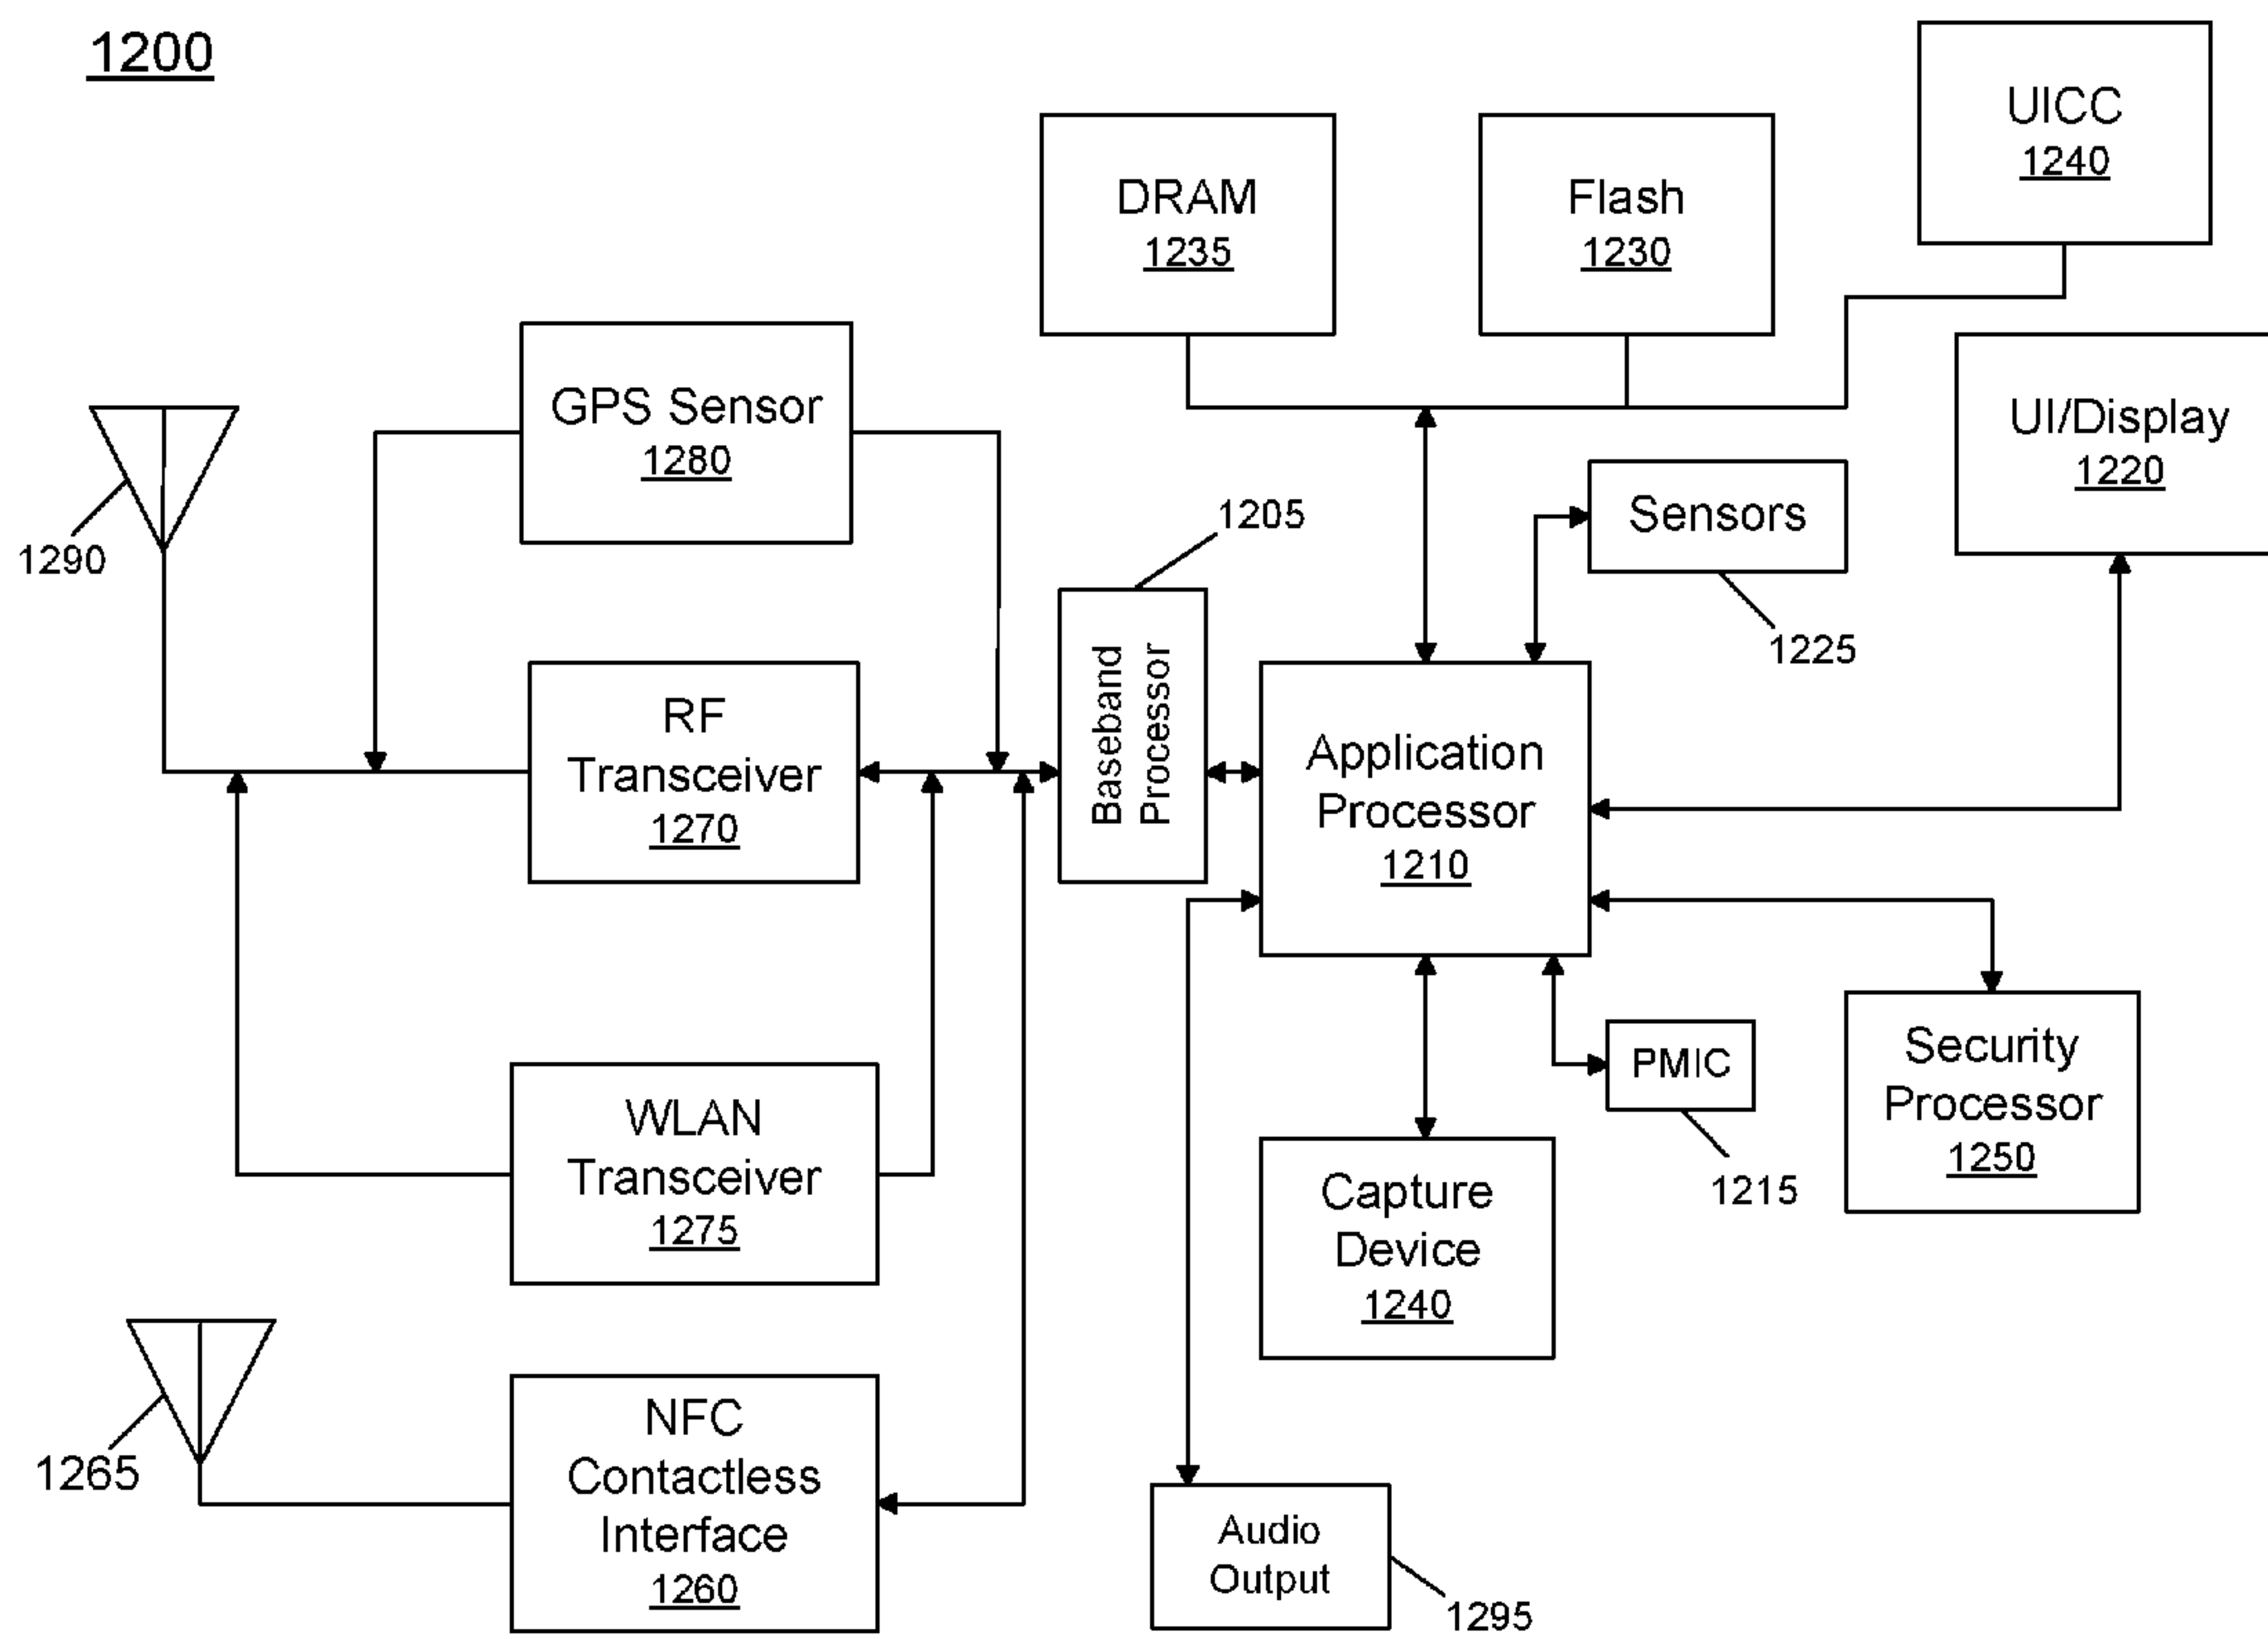 1200
UICC
1240
DRAM
1235
Flash
1230
GPS Sensor
1280
UI/Display
1220
1290
1205
Sensors
1225
RF
Transceiver
1270
Baseband
Processor
Application
Processor
1210
WLAN
Transceiver
1275
PMIC
1215
Security
Processor
1250
Capture
Device
1240
1265
NFC
Contactless
Interface
1260
Audio
Output
1295